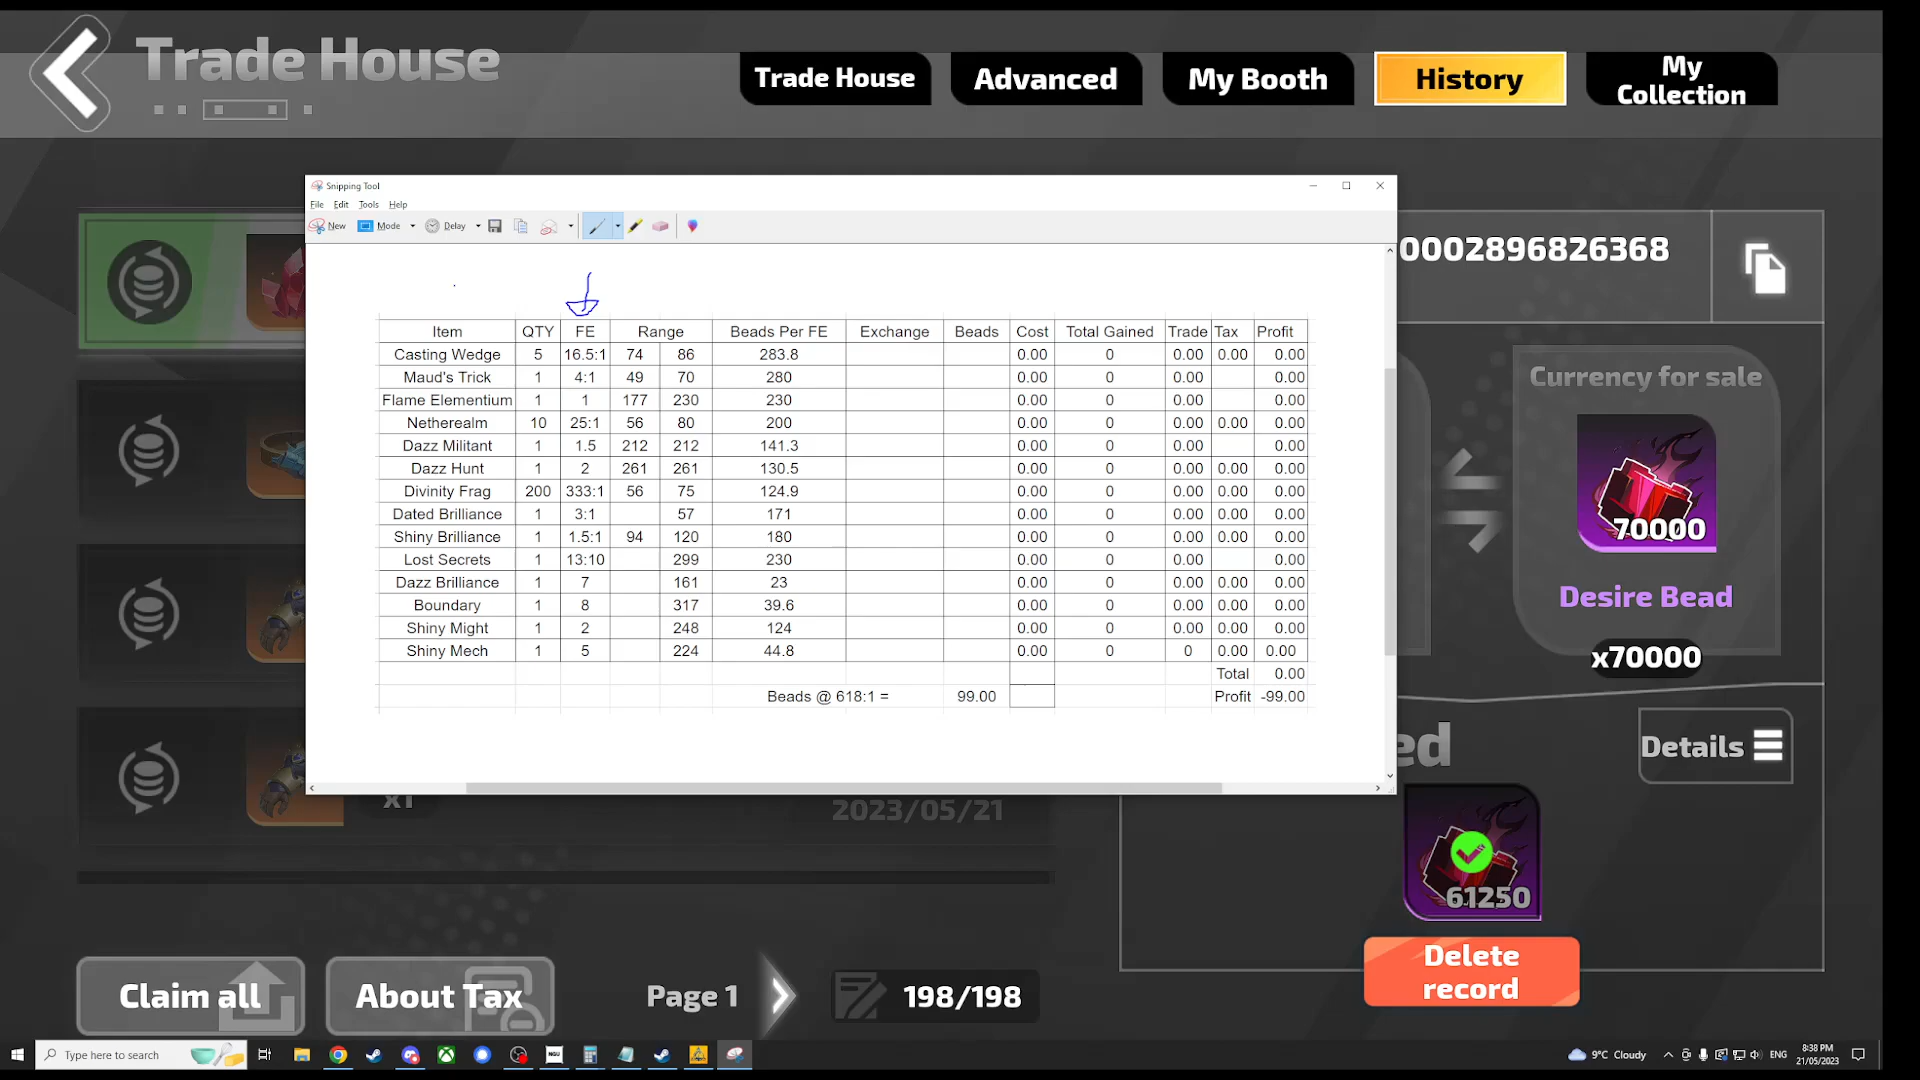 Trade House
Trade House
Advanced
My Booth
History
My Collection
Snipping Tool
File Edit Tools Help
New Mode Delay
Item QTY FE Range Beads Per FE Exchange Beads Cost Total Gained Trade Tax Profit
Casting Wedge 5 16.5:1 74 86 283.8 0.00 0 0.00 0.00 0.00
Maud's Trick 1 4:1 49 70 280 0.00 0 0.00 0.00
Flame Elementium 1 1 177 230 230 0.00 0 0.00 0.00
Netherealm 10 25:1 56 80 200 0.00 0 0.00 0.00 0.00
Dazz Militant 1 1.5 212 212 141.3 0.00 0 0.00 0.00
Dazz Hunt 1 2 261 261 130.5 0.00 0 0.00 0.00 0.00
Divinity Frag 200 333:1 56 75 124.9 0.00 0 0.00 0.00 0.00
Dated Brilliance 1 3:1 57 171 0.00 0 0.00 0.00 0.00
Shiny Brilliance 1 1.5:1 94 120 180 0.00 0 0.00 0.00 0.00
Lost Secrets 1 13:10 299 230 0.00 0 0.00 0.00
Dazz Brilliance 1 7 161 23 0.00 0 0.00 0.00 0.00
Boundary 1 8 317 39.6 0.00 0 0.00 0.00 0.00
Shiny Might 1 2 248 124 0.00 0 0.00 0.00 0.00
Shiny Mech 1 5 224 44.8 0.00 0 0 0.00 0.00
Total 0.00
Beads @ 618:1 = 99.00 Profit -99.00
0002896826368
Currency for sale
70000
Desire Bead
x70000
ed
Details
61250
Delete record
x1
2023/05/21
Claim all
About Tax
Page 1
198/198
Type here to search
NGU
9°C Cloudy
ENG
8:38 PM
21/05/2023